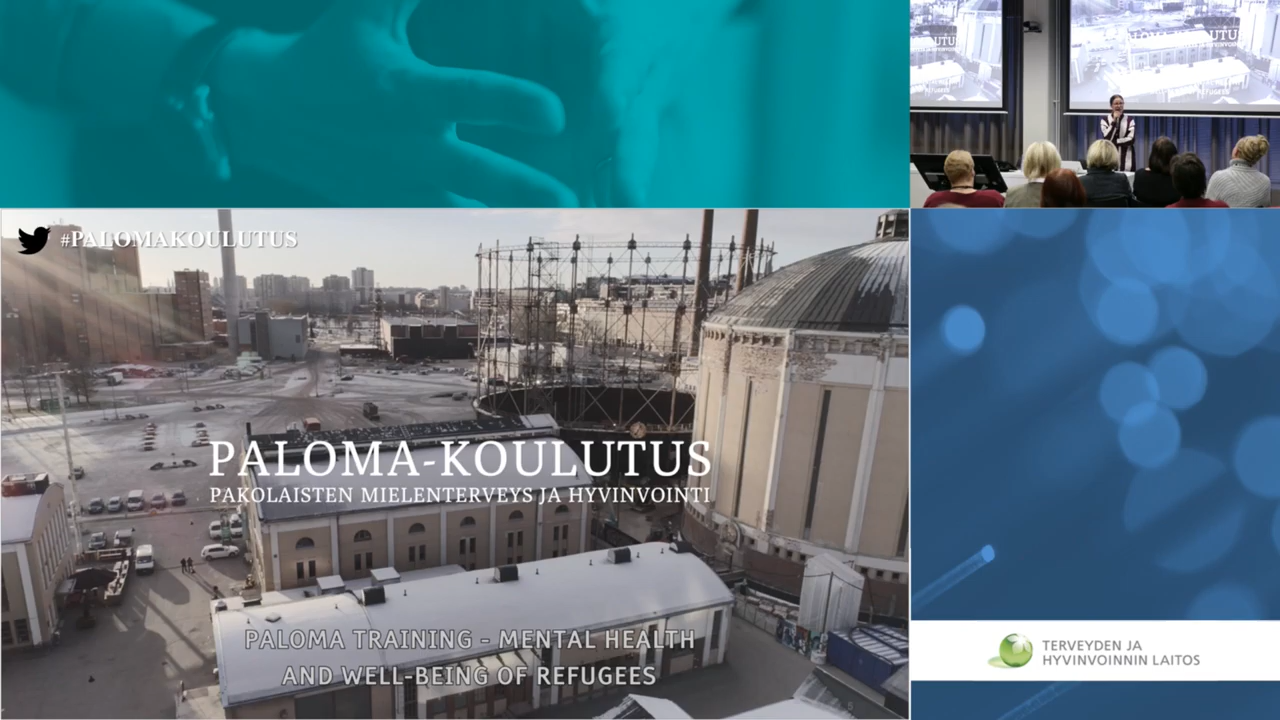 #PALOMAKOULUTUS
PALOMA-KOULUTUS
PAKOLAISTEN MIELENTERVEYS JA HYVINVOINTI
PALOMA TRAINING - MENTAL HEALTH
AND WELL-BEING OF REFUGEES
TERVEYDEN JA
HYVINVOINNIN LAITOS